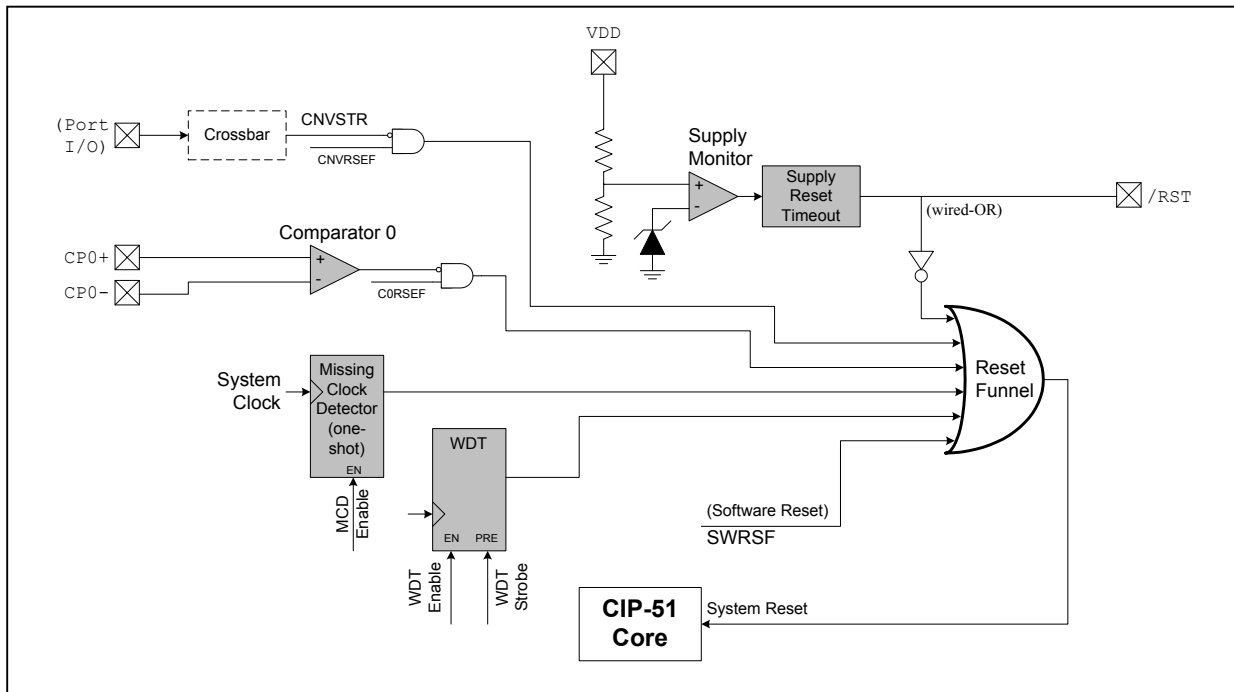 VDD
(Port
I/O)
Crossbar
CNVSTR
CNVRSEF
Supply
Monitor
+
-
Supply
Reset
Timeout
(wired-OR)
/RST
Comparator 0
CP0+
CP0-
+
-
C0RSEF
System
Clock
Missing
Clock
Detector
(one-
shot)
EN
MCD
Enable
WDT
EN
PRE
WDT
Enable
WDT
Strobe
Reset
Funnel
(Software Reset)
SWRSF
CIP-51
Core
System Reset